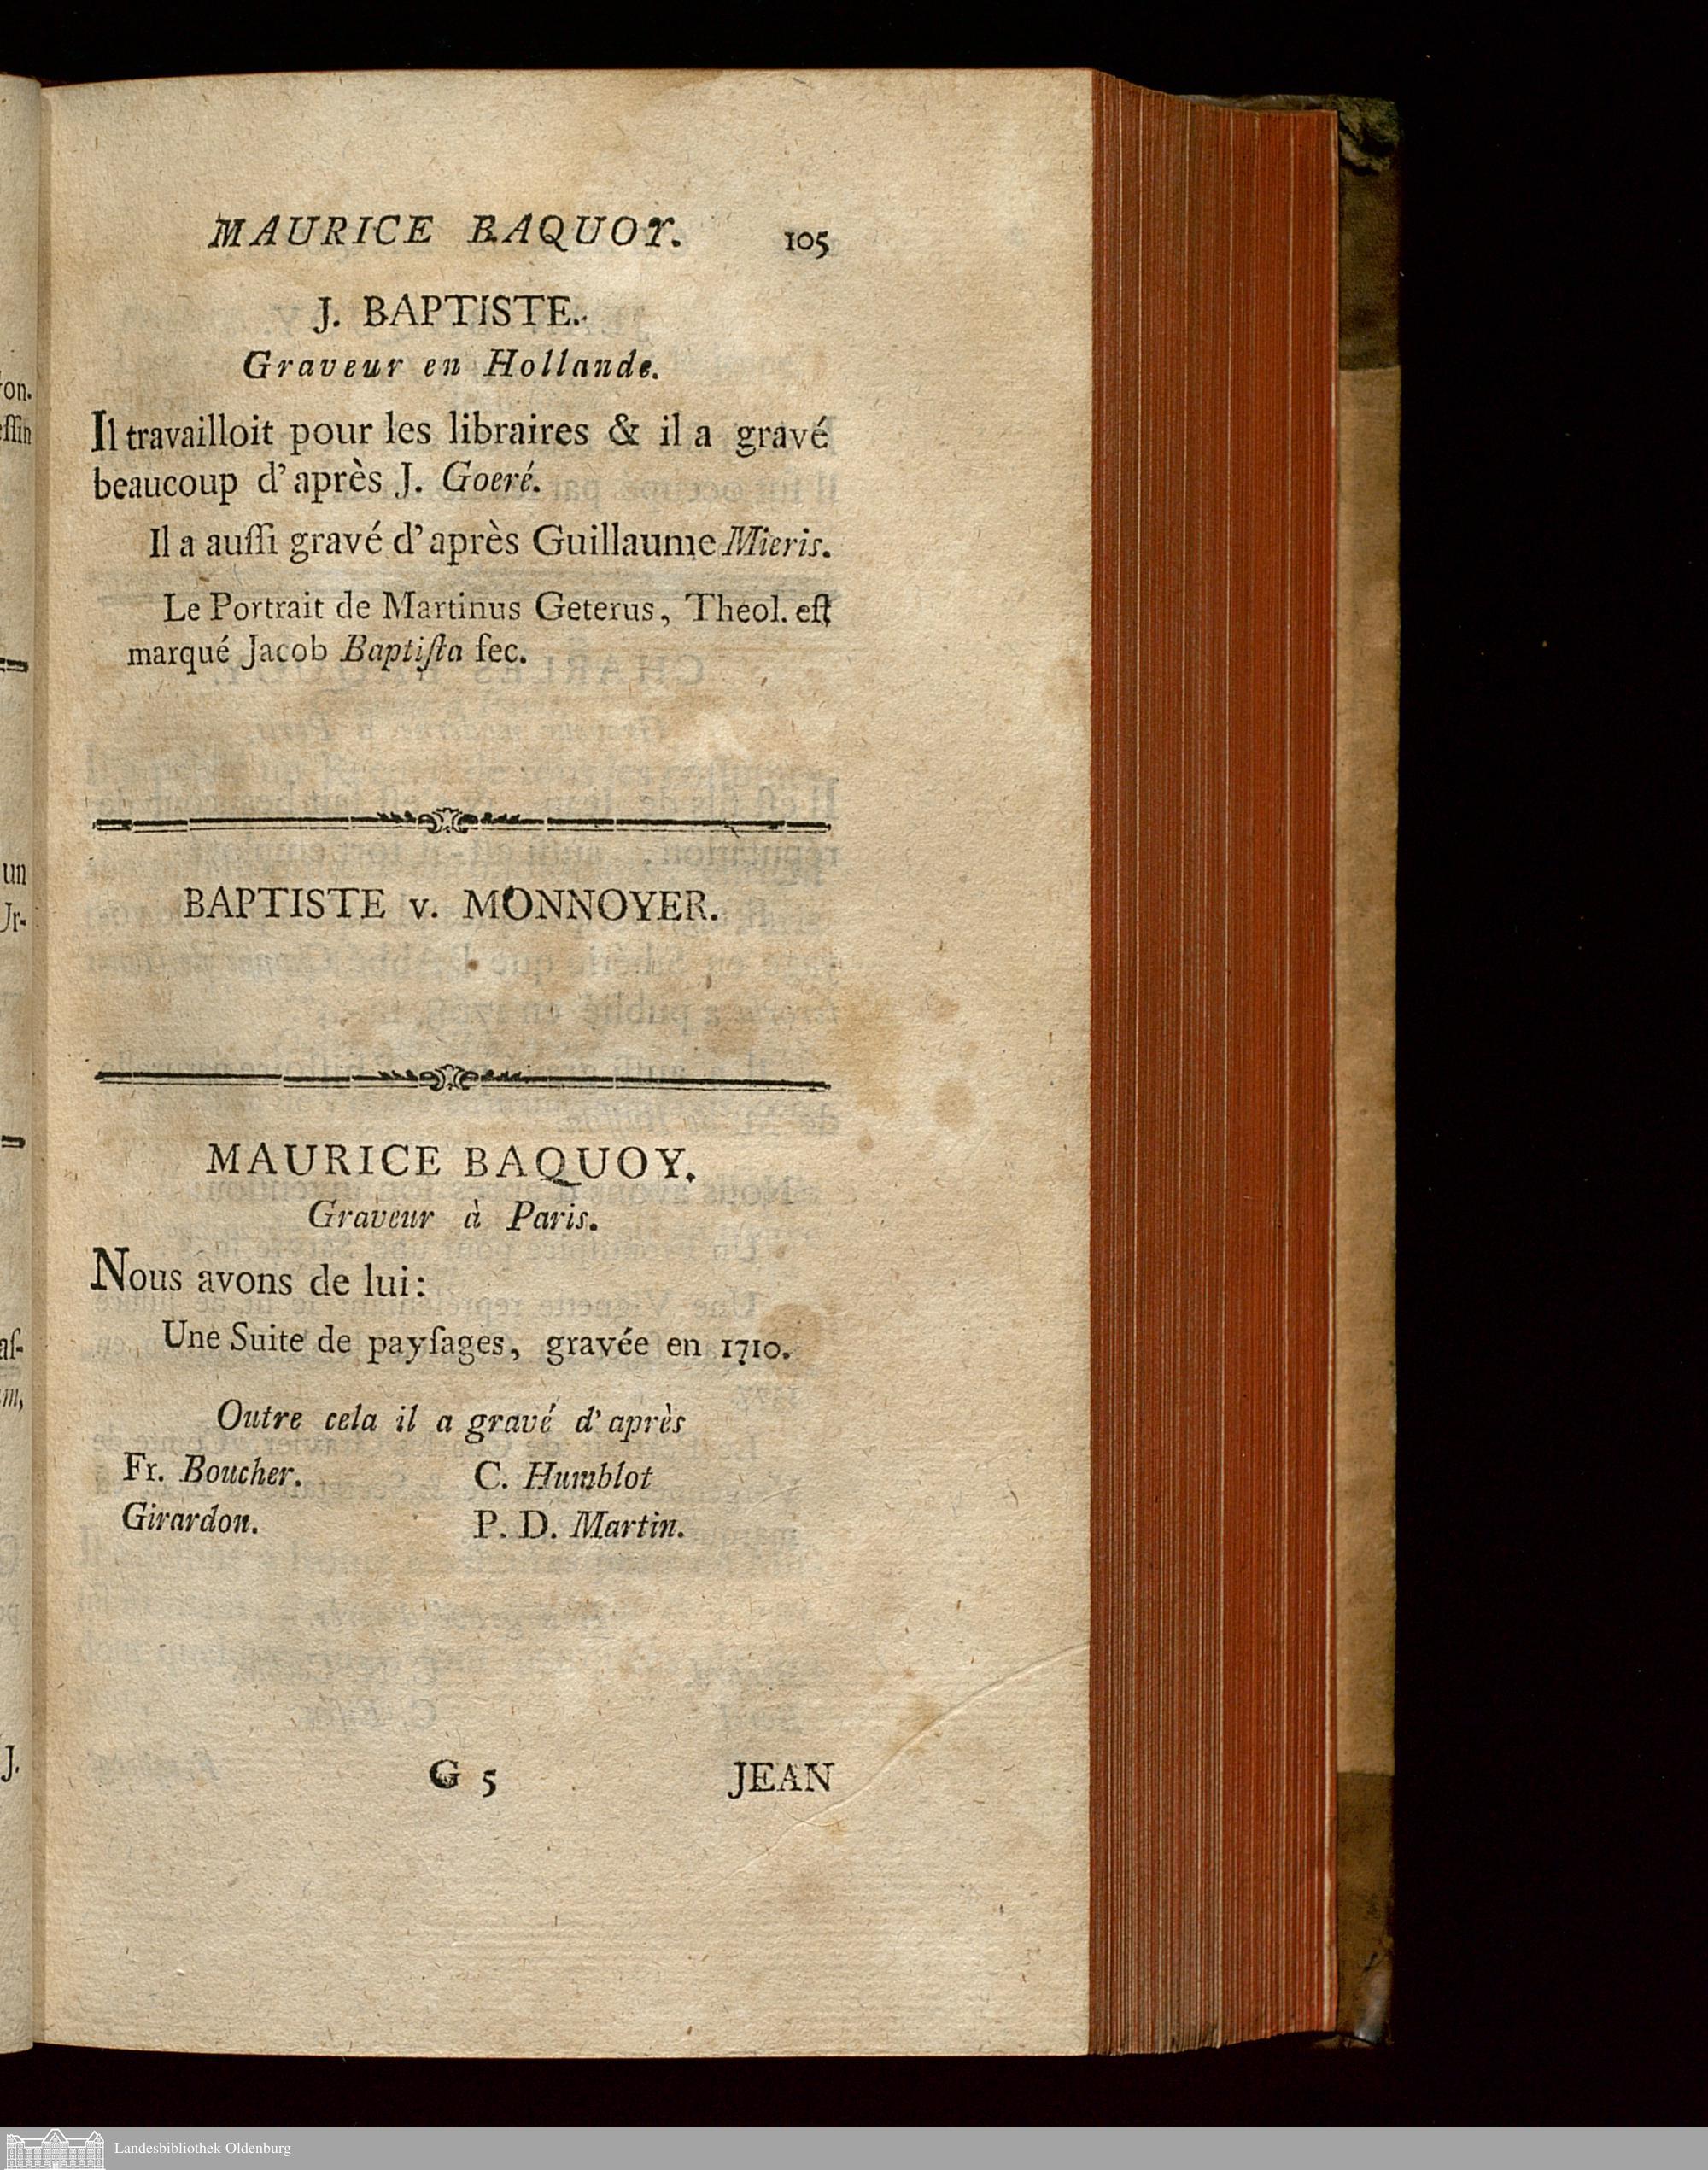 MAURICE BAQUOY. 105
J. BAPTISTE.
Graveur en Hollande.
Il travailloit pour les libraires & il a gravé
beaucoup d'après J. Goeré.
Il a auſſi gravé d'après Guillaume Mieris.
Le Portrait de Martinus Geterus, Theol. eſt
marqué Jacob Baptiſta fec.
BAPTISTE v. MONNOYER.
MAURICE BAQUOY.
Graveur à Paris.
Nous avons de lui:
Une Suite de payſages, gravée en 1710.
Outre cela il a gravé d'après
Fr. Boucher. C. Humblot
Girardon. P. D. Martin.
G 5 JEAN
Landesbibliothek Oldenburg